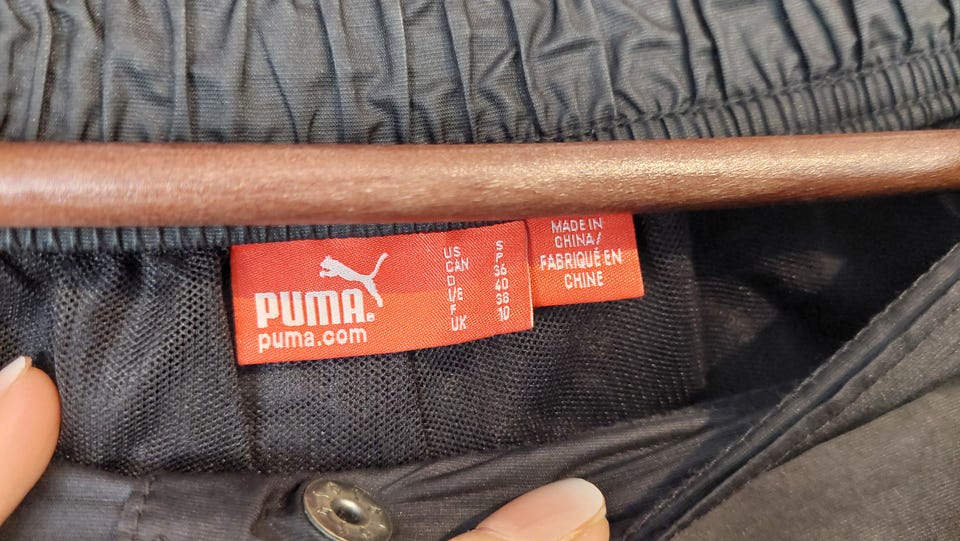 PUMA®
puma.com
US S
CAN P
D 36
I/E 40
F 38
UK 10
MADE IN
CHINA/
FABRIQUÉ EN
CHINE